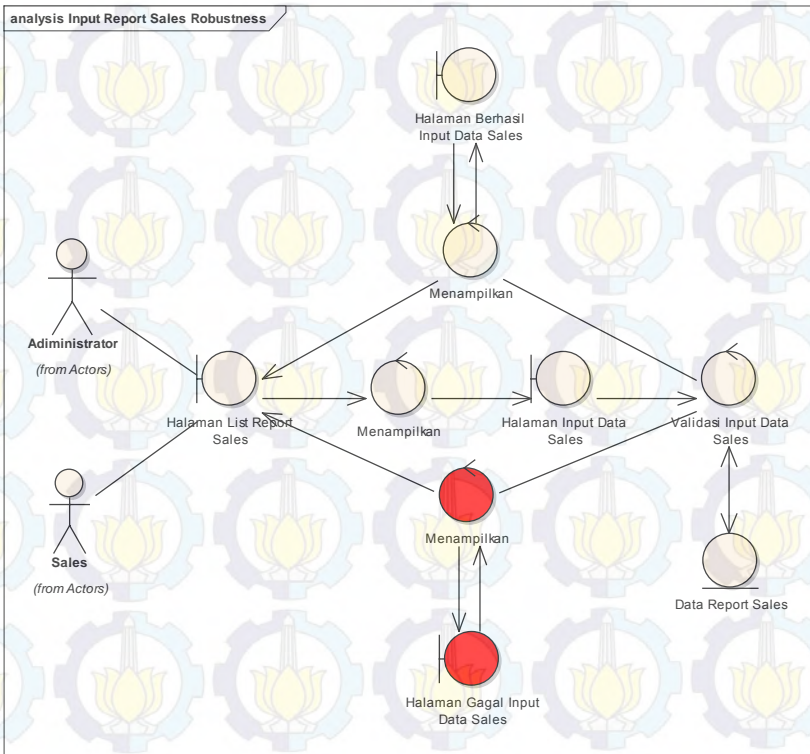 analysis Input Report Sales Robustness
Halaman Berhasil
Input Data Sales
Menampilkan
Adiministrator
(from Actors)
Halaman List Report
Sales
Menampilkan
Halaman Input Data
Sales
Validasi Input Data
Sales
Menampilkan
Sales
(from Actors)
Data Report Sales
Halaman Gagal Input
Data Sales